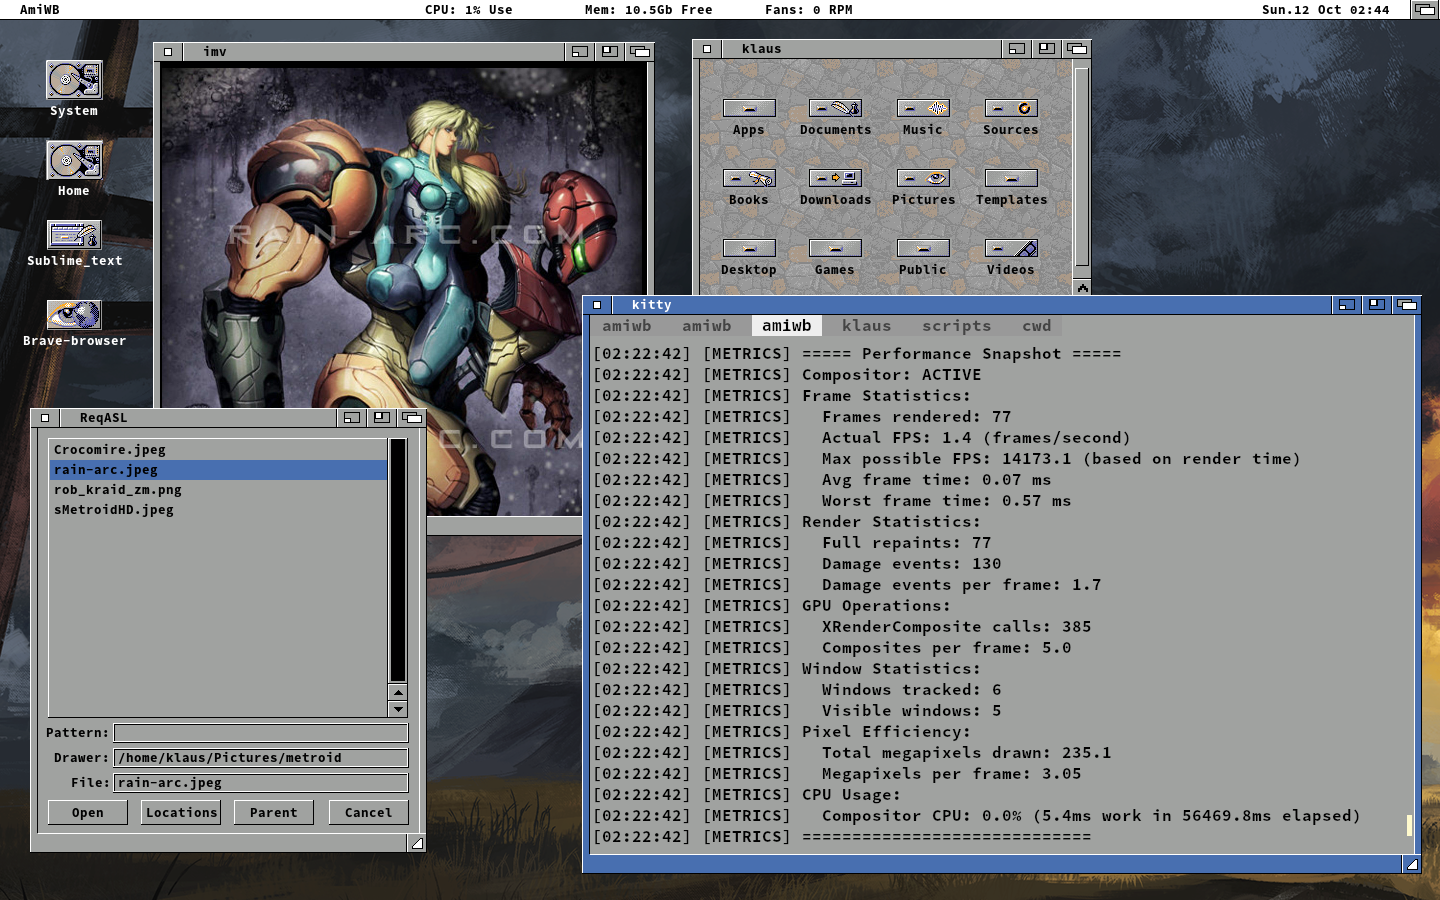 AmiWB CPU: 1% Use Mem: 10.5Gb Free Fans: 0 RPM Sun.12 Oct 02:44
System
Home
Sublime_text
Brave-browser
imv
RAIN-ARC.COM
RC.COM
klaus
Apps Documents Music Sources
Books Downloads Pictures Templates
Desktop Games Public Videos
ReqASL
Crocomire.jpeg
rain-arc.jpeg
rob_kraid_zm.png
sMetroidHD.jpeg
Pattern:
Drawer: /home/klaus/Pictures/metroid
File: rain-arc.jpeg
Open Locations Parent Cancel
kitty
amiwb amiwb amiwb klaus scripts cwd
[02:22:42] [METRICS] ===== Performance Snapshot =====
[02:22:42] [METRICS] Compositor: ACTIVE
[02:22:42] [METRICS] Frame Statistics:
[02:22:42] [METRICS]   Frames rendered: 77
[02:22:42] [METRICS]   Actual FPS: 1.4 (frames/second)
[02:22:42] [METRICS]   Max possible FPS: 14173.1 (based on render time)
[02:22:42] [METRICS]   Avg frame time: 0.07 ms
[02:22:42] [METRICS]   Worst frame time: 0.57 ms
[02:22:42] [METRICS] Render Statistics:
[02:22:42] [METRICS]   Full repaints: 77
[02:22:42] [METRICS]   Damage events: 130
[02:22:42] [METRICS]   Damage events per frame: 1.7
[02:22:42] [METRICS] GPU Operations:
[02:22:42] [METRICS]   XRenderComposite calls: 385
[02:22:42] [METRICS]   Composites per frame: 5.0
[02:22:42] [METRICS] Window Statistics:
[02:22:42] [METRICS]   Windows tracked: 6
[02:22:42] [METRICS]   Visible windows: 5
[02:22:42] [METRICS] Pixel Efficiency:
[02:22:42] [METRICS]   Total megapixels drawn: 235.1
[02:22:42] [METRICS]   Megapixels per frame: 3.05
[02:22:42] [METRICS] CPU Usage:
[02:22:42] [METRICS]   Compositor CPU: 0.0% (5.4ms work in 56469.8ms elapsed)
[02:22:42] [METRICS] =============================